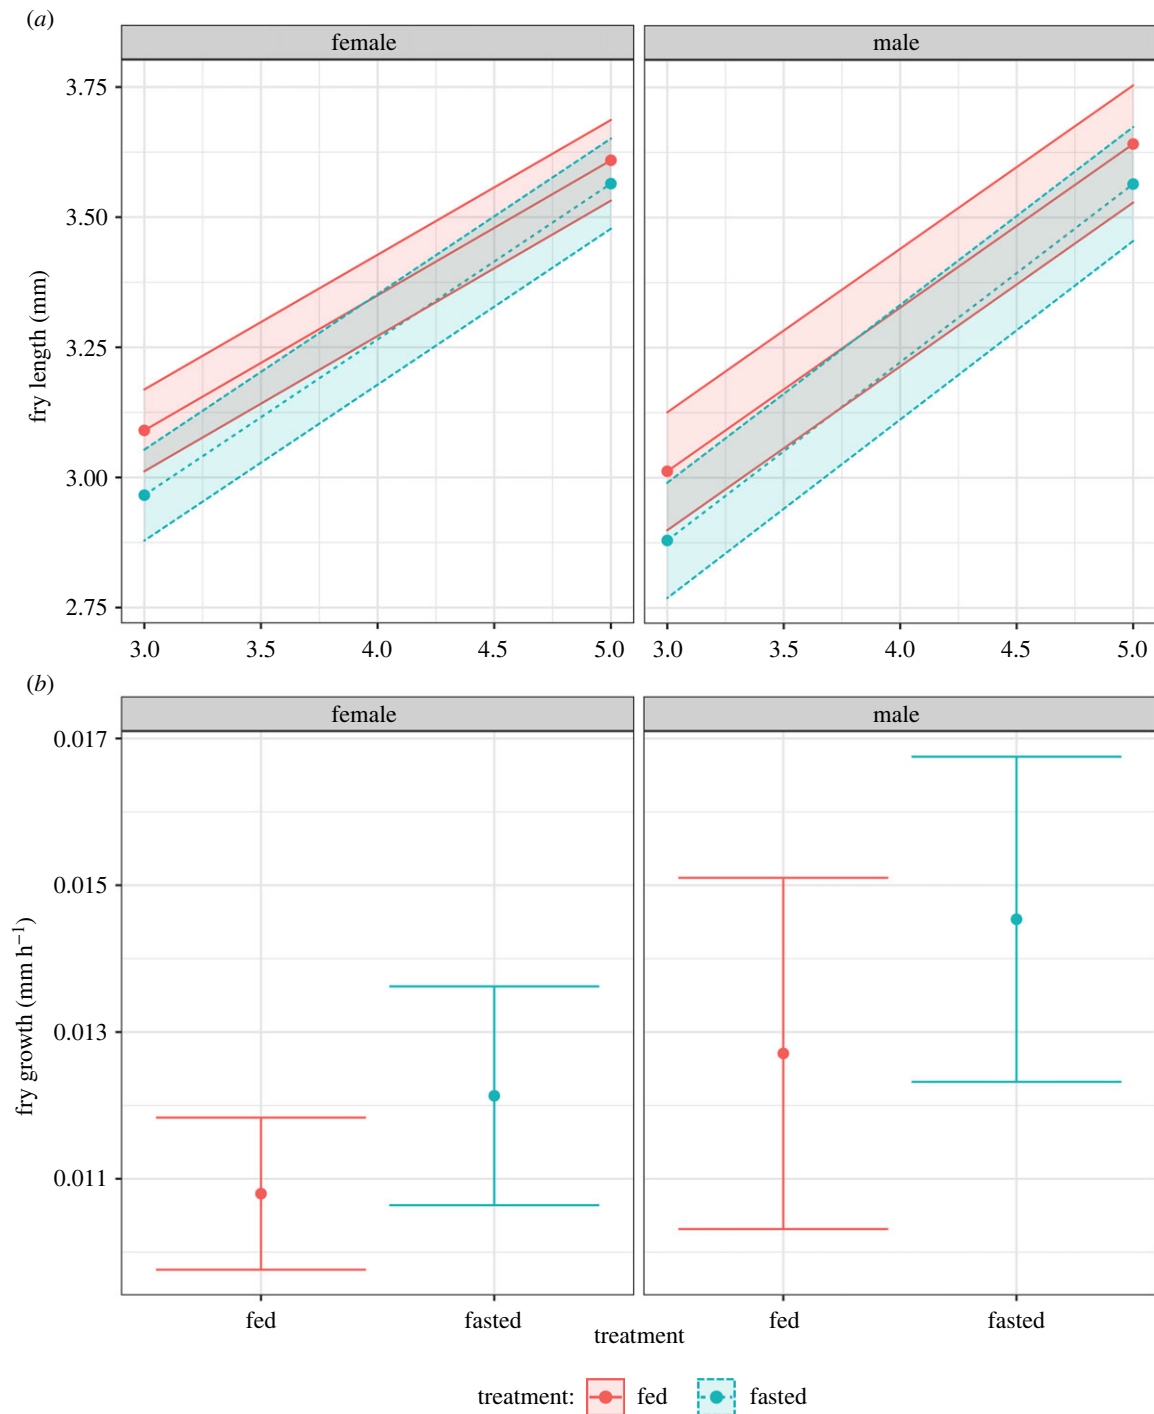 (a)
female male
3.75
3.50
3.25
3.00
2.75
fry length (mm)
3.0 3.5 4.0 4.5 5.0 3.0 3.5 4.0 4.5 5.0
(b)
female male
0.017
0.015
0.013
0.011
fry growth (mm h⁻¹)
fed fasted fed fasted
treatment
treatment: fed fasted